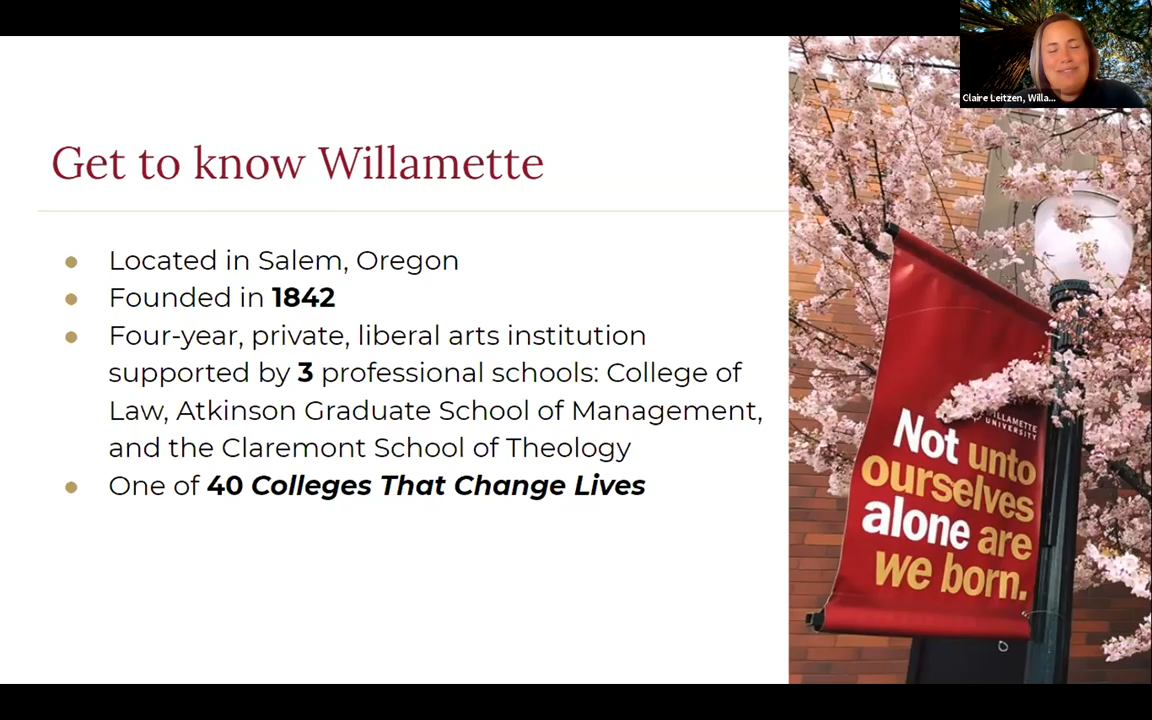 Claire Leitzen, Willa...
Get to know Willamette
Located in Salem, Oregon
Founded in 1842
Four-year, private, liberal arts institution
supported by 3 professional schools: College of
Law, Atkinson Graduate School of Management,
and the Claremont School of Theology
One of 40 Colleges That Change Lives
WILLAMETTE
UNIVERSITY
Not unto
ourselves
alone are
we born.